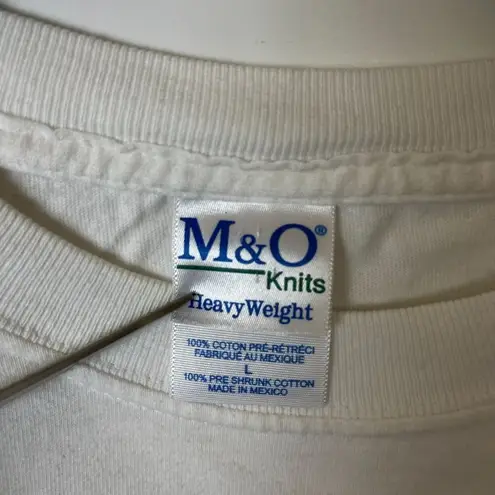 M&O®
Knits
HeavyWeight
100% COTON PRÉ-RÉTRÉCI
FABRIQUÉ AU MEXIQUE
L
100% PRE SHRUNK COTTON
MADE IN MEXICO